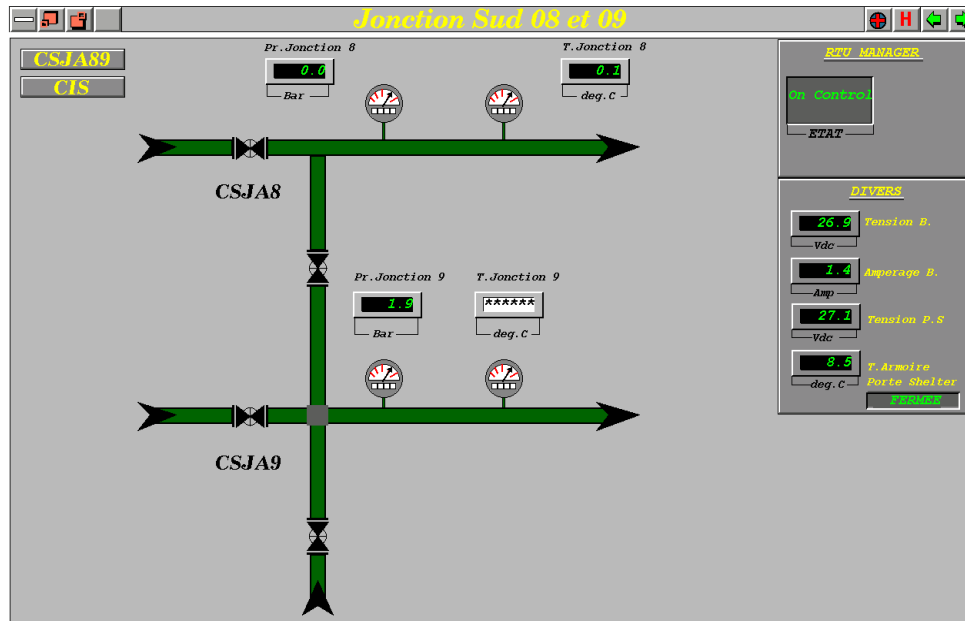 Jonction Sud 08 et 09
H
CSJA89
CIS
Pr.Jonction 8
0.0
Bar
T.Jonction 8
0.1
deg.C
RTU MANAGER
On Control
ETAT
CSJA8
DIVERS
26.9 Tension B.
Vdc
1.4 Amperage B.
Amp
27.1 Tension P.S
Vdc
8.5 T.Armoire
deg.C Porte Shelter
FERMEE
Pr.Jonction 9
1.9
Bar
T.Jonction 9
******
deg.C
CSJA9